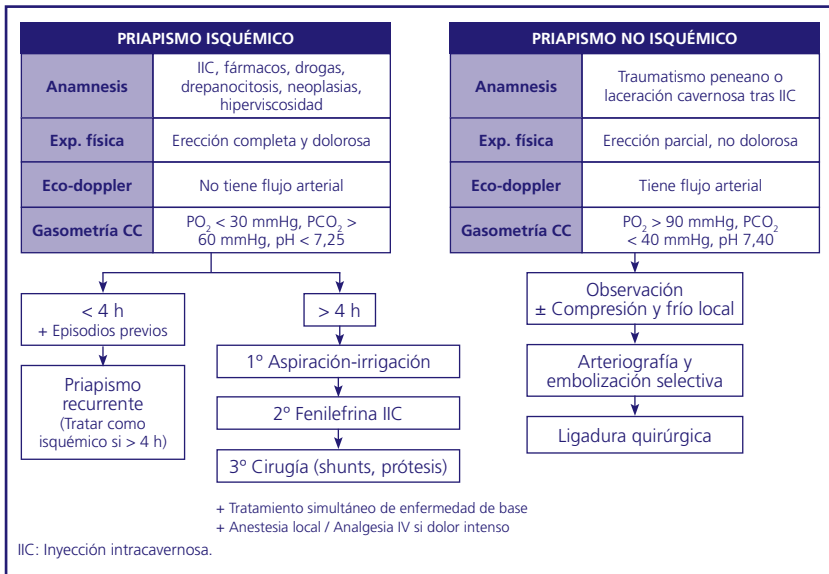 PRIAPISMO ISQUÉMICO
Anamnesis
IIC, fármacos, drogas,
drepanocitosis, neoplasias,
hiperviscosidad
Exp. física
Erección completa y dolorosa
Eco-doppler
No tiene flujo arterial
Gasometría CC
PO₂ < 30 mmHg, PCO₂ >
60 mmHg, pH < 7,25
< 4 h
+ Episodios previos
> 4 h
Priapismo
recurrente
(Tratar como
isquémico si > 4 h)
1º Aspiración-irrigación
2º Fenilefrina IIC
3º Cirugía (shunts, prótesis)
+ Tratamiento simultáneo de enfermedad de base
+ Anestesia local / Analgesia IV si dolor intenso
PRIAPISMO NO ISQUÉMICO
Anamnesis
Traumatismo peneano o
laceración cavernosa tras IIC
Exp. física
Erección parcial, no dolorosa
Eco-doppler
Tiene flujo arterial
Gasometría CC
PO₂ > 90 mmHg, PCO₂
< 40 mmHg, pH 7,40
Observación
± Compresión y frío local
Arteriografía y
embolización selectiva
Ligadura quirúrgica
IIC: Inyección intracavernosa.